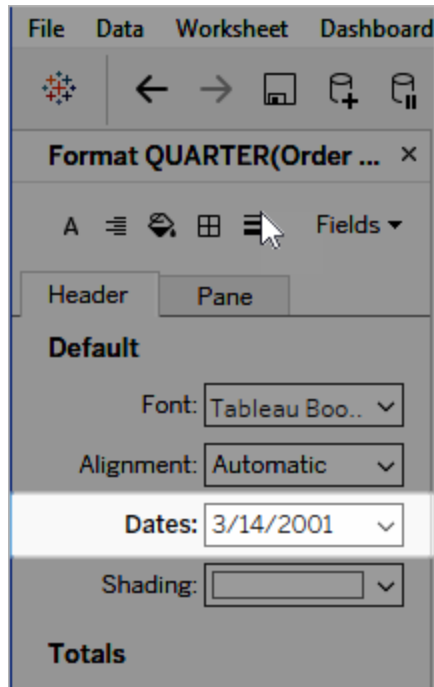 File Data Worksheet Dashboard
Format QUARTER(Order ... ×
A Fields
Header Pane
Default
Font: Tableau Boo..
Alignment: Automatic
Dates: 3/14/2001
Shading:
Totals